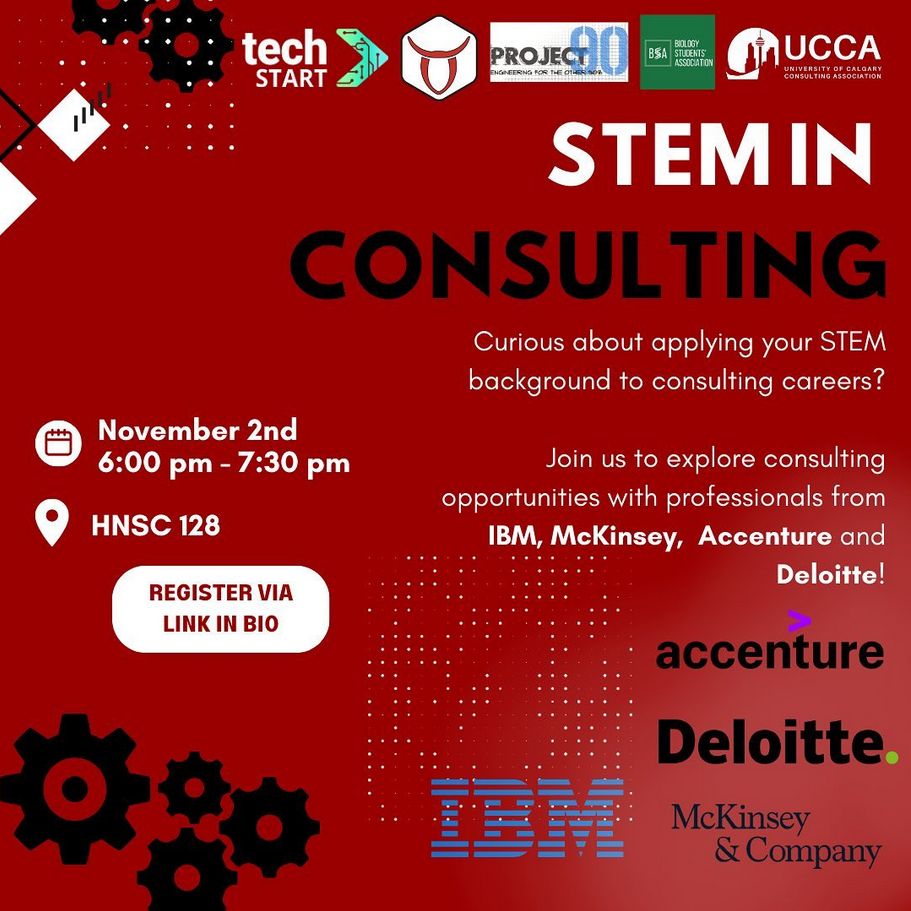 tech
START
PROJECT 90
ENGINEERING FOR THE OTHER 90%
BSA
BIOLOGY
STUDENTS'
ASSOCIATION
UCCA
UNIVERSITY OF CALGARY
CONSULTING ASSOCIATION
STEM IN
CONSULTING
Curious about applying your STEM
background to consulting careers?
November 2nd
6:00 pm - 7:30 pm
HNSC 128
REGISTER VIA
LINK IN BIO
Join us to explore consulting
opportunities with professionals from
IBM, McKinsey, Accenture and
Deloitte!
accenture
Deloitte.
IBM
McKinsey
& Company